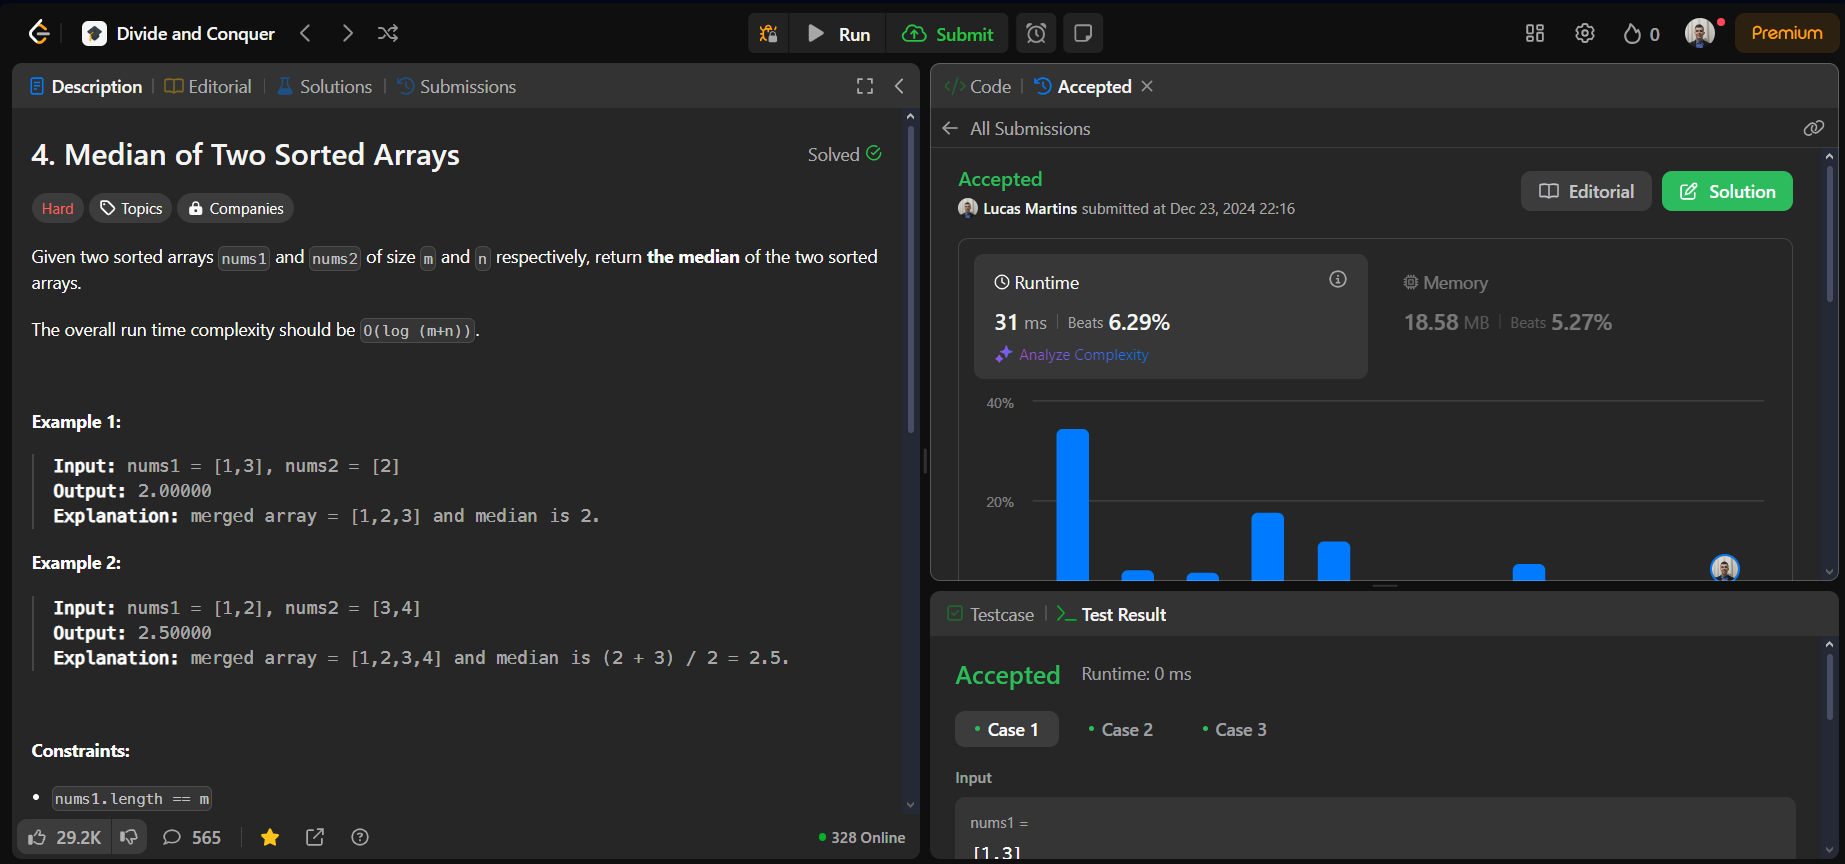 Divide and Conquer
Run
Submit
0
Premium
Description
Editorial
Solutions
Submissions
4. Median of Two Sorted Arrays
Solved
Hard
Topics
Companies
Given two sorted arrays nums1 and nums2 of size m and n respectively, return the median of the two sorted
arrays.
The overall run time complexity should be O(log (m+n)).
Example 1:
Input: nums1 = [1,3], nums2 = [2]
Output: 2.00000
Explanation: merged array = [1,2,3] and median is 2.
Example 2:
Input: nums1 = [1,2], nums2 = [3,4]
Output: 2.50000
Explanation: merged array = [1,2,3,4] and median is (2 + 3) / 2 = 2.5.
Constraints:
• nums1.length == m
29.2K
565
328 Online
Code
Accepted
All Submissions
Accepted
Lucas Martins submitted at Dec 23, 2024 22:16
Editorial
Solution
Runtime
31 ms | Beats 6.29%
Analyze Complexity
Memory
18.58 MB | Beats 5.27%
40%
20%
Testcase
Test Result
Accepted
Runtime: 0 ms
• Case 1
• Case 2
• Case 3
Input
nums1 =
[1,3]